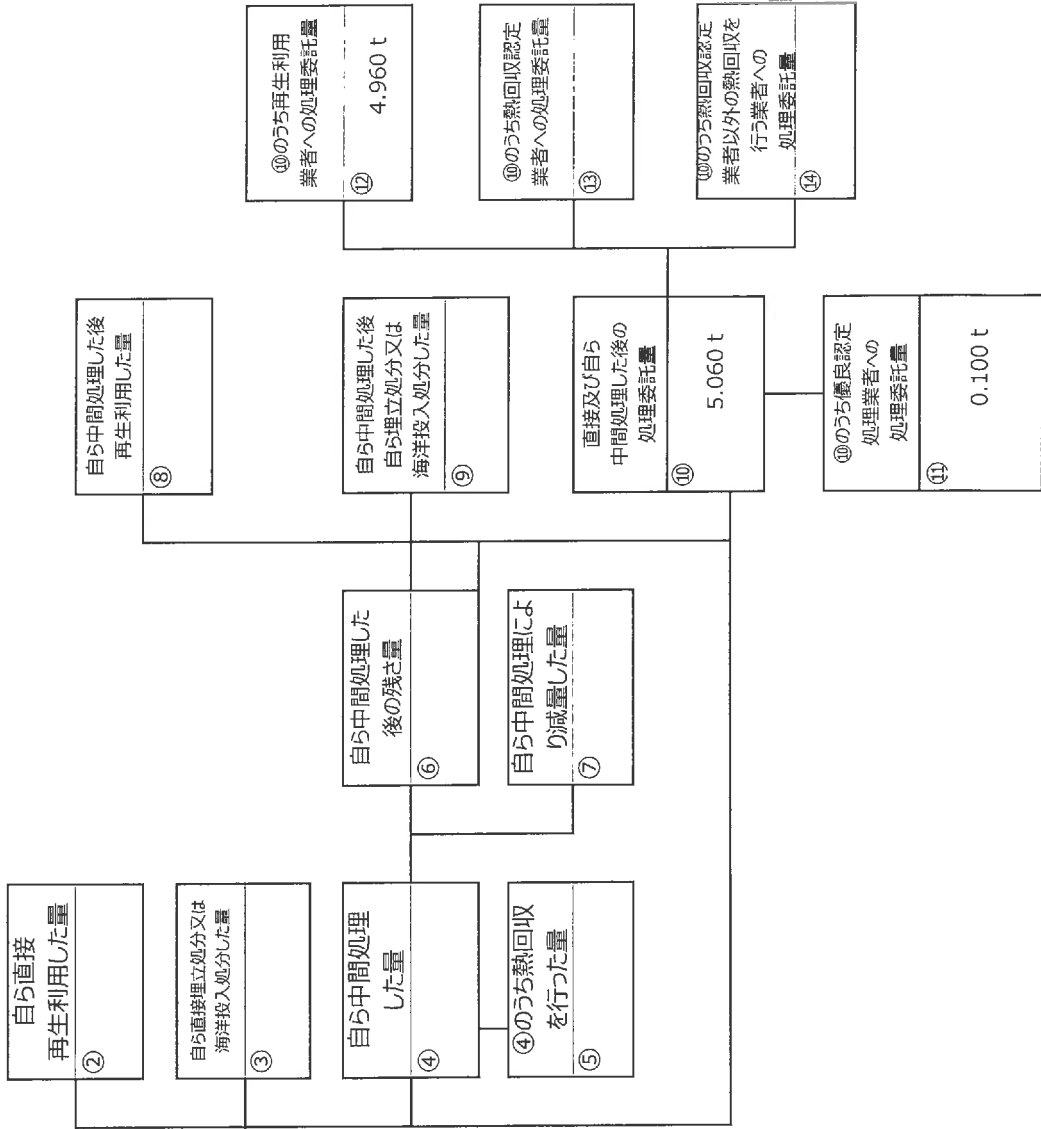 自ら直接
再生利用した量
②
自ら直接埋立処分又は
海洋投入処分した量
③
自ら中間処理
した量
④
④のうち熱回収
を行った量
⑤
自ら中間処理した
後の残さ量
⑥
自ら中間処理によ
り減量した量
⑦
自ら中間処理した後
再生利用した量
⑧
自ら中間処理した後
自ら埋立処分又は
海洋投入処分した量
⑨
直接及び自ら
中間処理した後の
処理委託量
⑩
5.060 t
⑩のうち優良認定
処理業者への
処理委託量
⑪
0.100 t
⑩のうち再生利用
業者への処理委託量
⑫
4.960 t
⑩のうち熱回収認定
業者への処理委託量
⑬
⑩のうち熱回収認定
業者以外の熱回収を
行う業者への
処理委託量
⑭